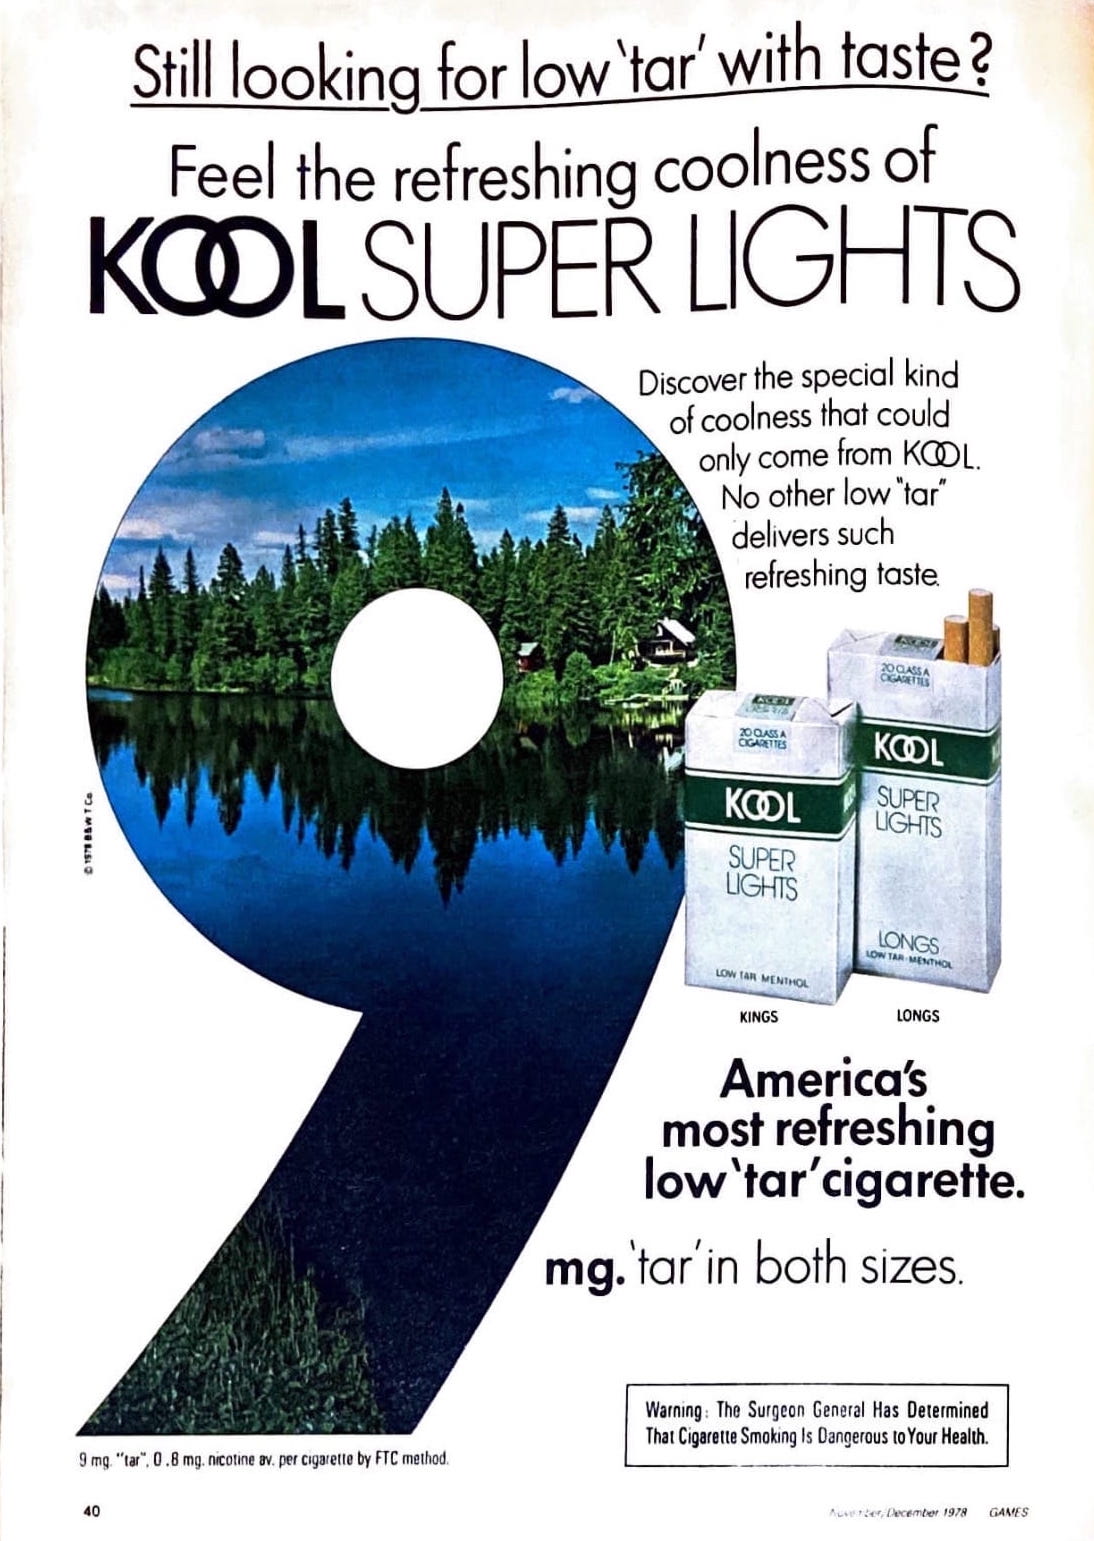 Still looking for low 'tar' with taste?
Feel the refreshing coolness of
KOOL SUPER LIGHTS
Discover the special kind
of coolness that could
only come from KOOL.
No other low "tar"
delivers such
refreshing taste.
20 CLASS A
CIGARETTES
KOOL
SUPER
LIGHTS
LOW TAR MENTHOL
KINGS
20 CLASS A
CIGARETTES
KOOL
SUPER
LIGHTS
LONGS
LOW TAR · MENTHOL
LONGS
© 1978 B&W T Co.
America's
most refreshing
low 'tar' cigarette.
9
mg. 'tar' in both sizes.
Warning: The Surgeon General Has Determined
That Cigarette Smoking Is Dangerous to Your Health.
9 mg. "tar", 0.8 mg. nicotine av. per cigarette by FTC method.
40
November/December 1978 GAMES